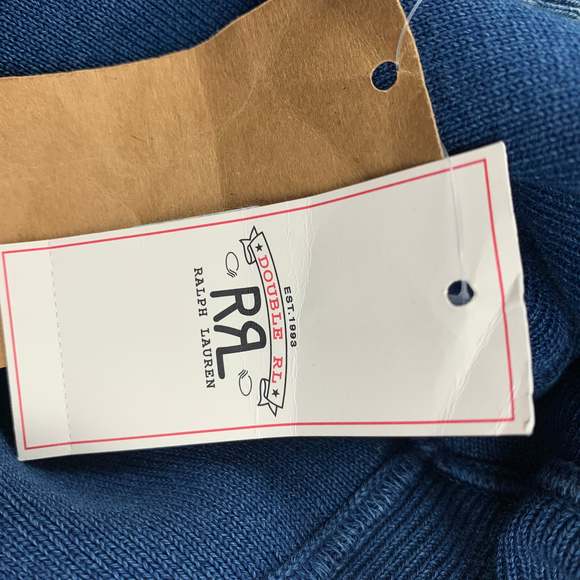 EST.1993
DOUBLE RL
RRL
RALPH LAUREN